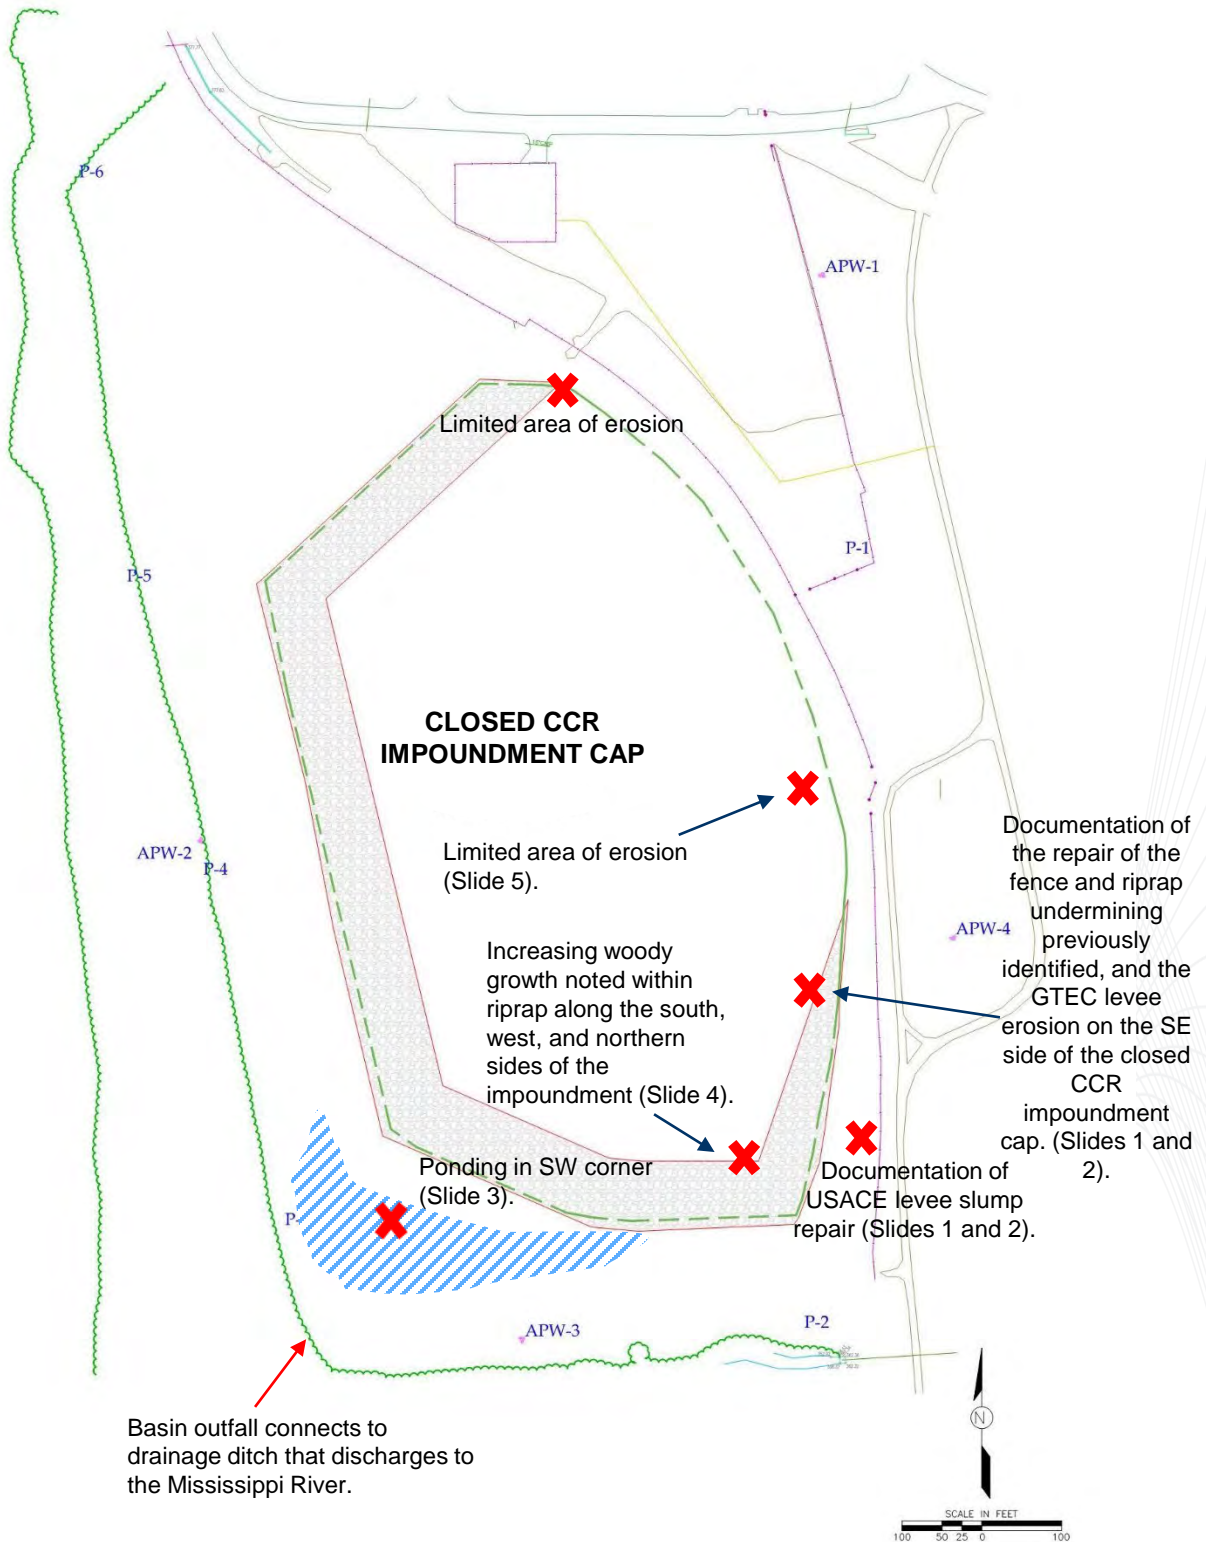 P-6
APW-1
Limited area of erosion
P-1
P-5
CLOSED CCR
IMPOUNDMENT CAP
Limited area of erosion
(Slide 5).
APW-2
P-4
Documentation of
the repair of the
fence and riprap
undermining
previously
identified, and the
GTEC levee
erosion on the SE
side of the closed
CCR
impoundment
cap. (Slides 1 and
2).
APW-4
Increasing woody
growth noted within
riprap along the south,
west, and northern
sides of the
impoundment (Slide 4).
Ponding in SW corner
(Slide 3).
Documentation of
USACE levee slump
repair (Slides 1 and 2).
P-
APW-3
P-2
Basin outfall connects to
drainage ditch that discharges to
the Mississippi River.
N
SCALE IN FEET
100 50 25 0 100